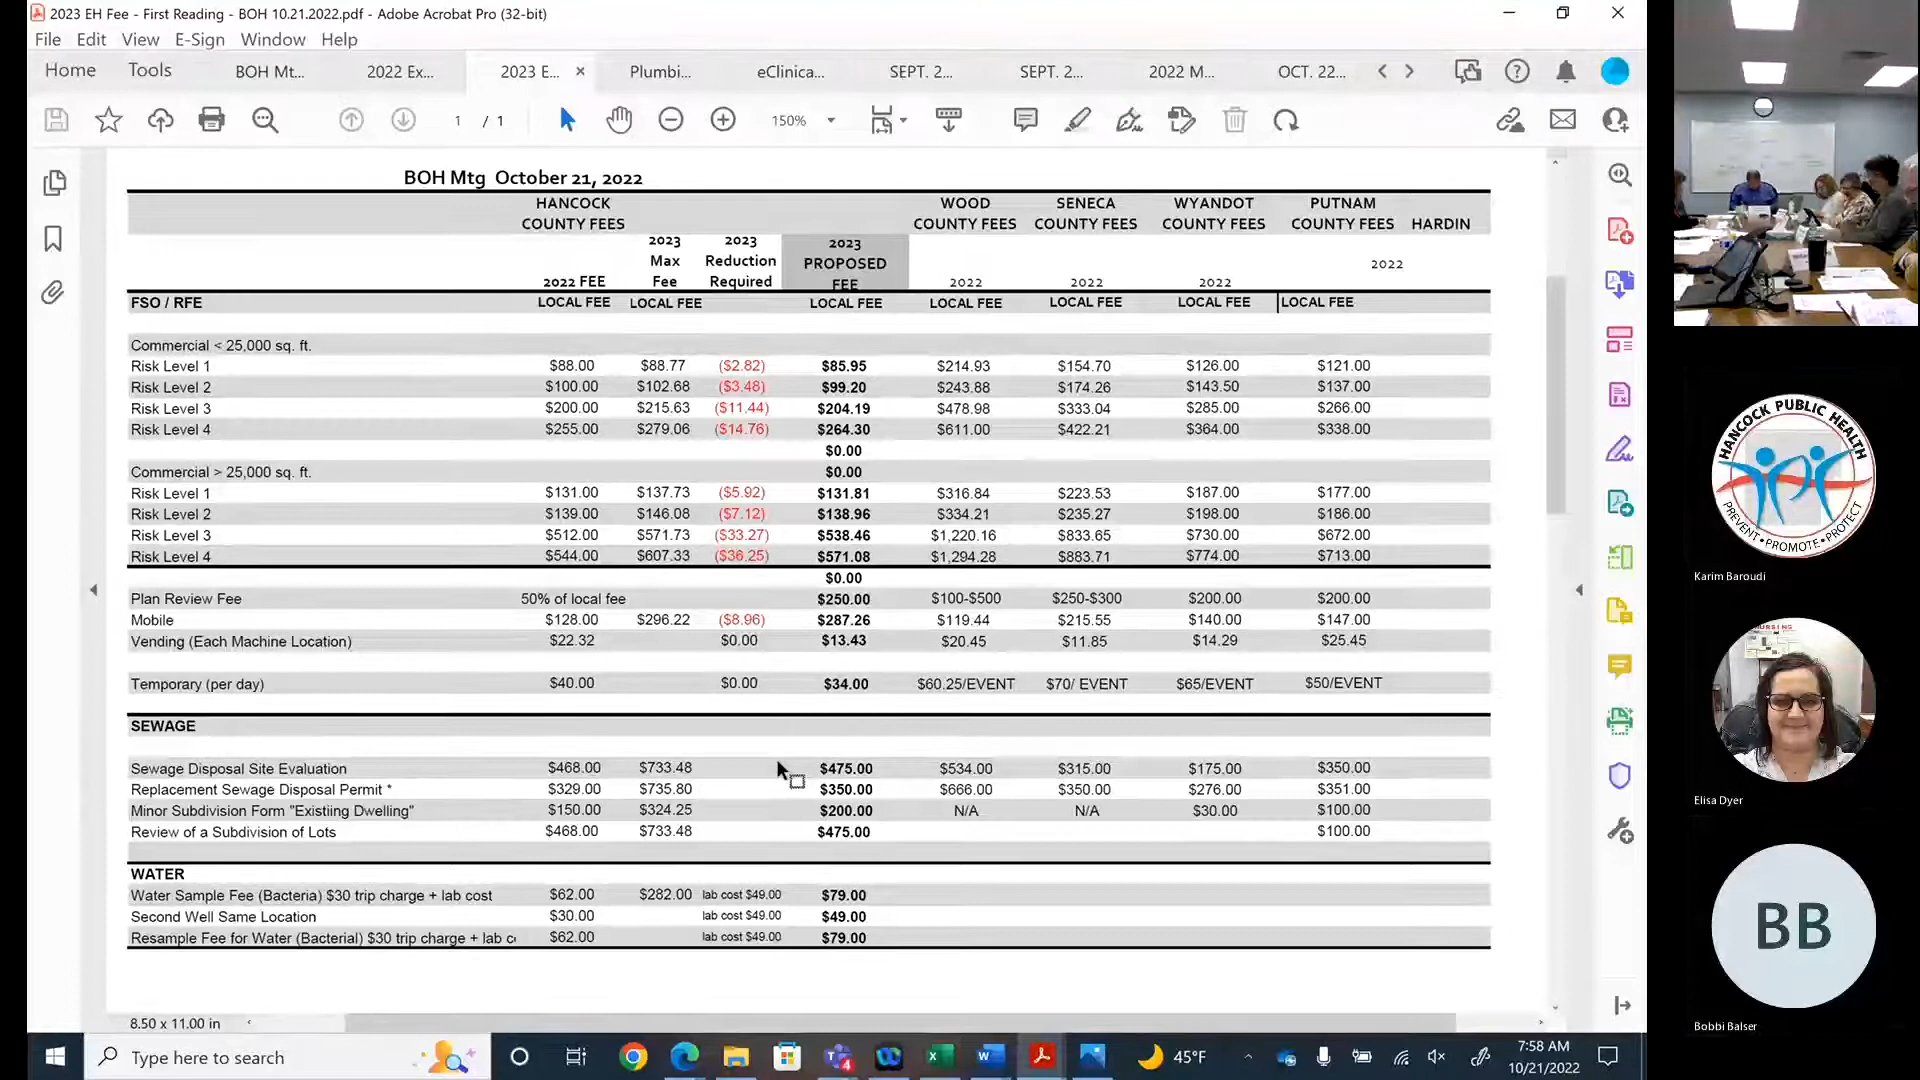 2023 EH Fee - First Reading - BOH 10.21.2022.pdf - Adobe Acrobat Pro (32-bit)
File Edit View E-Sign Window Help
Home Tools BOH Mt... 2022 Ex... 2023 E... × Plumbi... eClinica... SEPT. 2... SEPT. 2... 2022 M... OCT. 22...
1 / 1 150%
BOH Mtg October 21, 2022
HANCOCK COUNTY FEES WOOD COUNTY FEES SENECA COUNTY FEES WYANDOT COUNTY FEES PUTNAM COUNTY FEES HARDIN
2022 FEE 2023 Max Fee 2023 Reduction Required 2023 PROPOSED FEE 2022 2022 2022 2022
FSO / RFE LOCAL FEE LOCAL FEE LOCAL FEE LOCAL FEE LOCAL FEE LOCAL FEE LOCAL FEE
Commercial < 25,000 sq. ft.
Risk Level 1 $88.00 $88.77 ($2.82) $85.95 $214.93 $154.70 $126.00 $121.00
Risk Level 2 $100.00 $102.68 ($3.48) $99.20 $243.88 $174.26 $143.50 $137.00
Risk Level 3 $200.00 $215.63 ($11.44) $204.19 $478.98 $333.04 $285.00 $266.00
Risk Level 4 $255.00 $279.06 ($14.76) $264.30 $611.00 $422.21 $364.00 $338.00
$0.00
Commercial > 25,000 sq. ft. $0.00
Risk Level 1 $131.00 $137.73 ($5.92) $131.81 $316.84 $223.53 $187.00 $177.00
Risk Level 2 $139.00 $146.08 ($7.12) $138.96 $334.21 $235.27 $198.00 $186.00
Risk Level 3 $512.00 $571.73 ($33.27) $538.46 $1,220.16 $833.65 $730.00 $672.00
Risk Level 4 $544.00 $607.33 ($36.25) $571.08 $1,294.28 $883.71 $774.00 $713.00
$0.00
Plan Review Fee 50% of local fee $250.00 $100-$500 $250-$300 $200.00 $200.00
Mobile $128.00 $296.22 ($8.96) $287.26 $119.44 $215.55 $140.00 $147.00
Vending (Each Machine Location) $22.32 $0.00 $13.43 $20.45 $11.85 $14.29 $25.45
Temporary (per day) $40.00 $0.00 $34.00 $60.25/EVENT $70/ EVENT $65/EVENT $50/EVENT
SEWAGE
Sewage Disposal Site Evaluation $468.00 $733.48 $475.00 $534.00 $315.00 $175.00 $350.00
Replacement Sewage Disposal Permit * $329.00 $735.80 $350.00 $666.00 $350.00 $276.00 $351.00
Minor Subdivision Form "Existiing Dwelling" $150.00 $324.25 $200.00 N/A N/A $30.00 $100.00
Review of a Subdivision of Lots $468.00 $733.48 $475.00 $100.00
WATER
Water Sample Fee (Bacteria) $30 trip charge + lab cost $62.00 $282.00 lab cost $49.00 $79.00
Second Well Same Location $30.00 lab cost $49.00 $49.00
Resample Fee for Water (Bacterial) $30 trip charge + lab c $62.00 lab cost $49.00 $79.00
8.50 x 11.00 in
Type here to search
4
45°F
7:58 AM
10/21/2022
HANCOCK PUBLIC HEALTH
PREVENT • PROMOTE • PROTECT
Karim Baroudi
Elisa Dyer
BB
Bobbi Balser